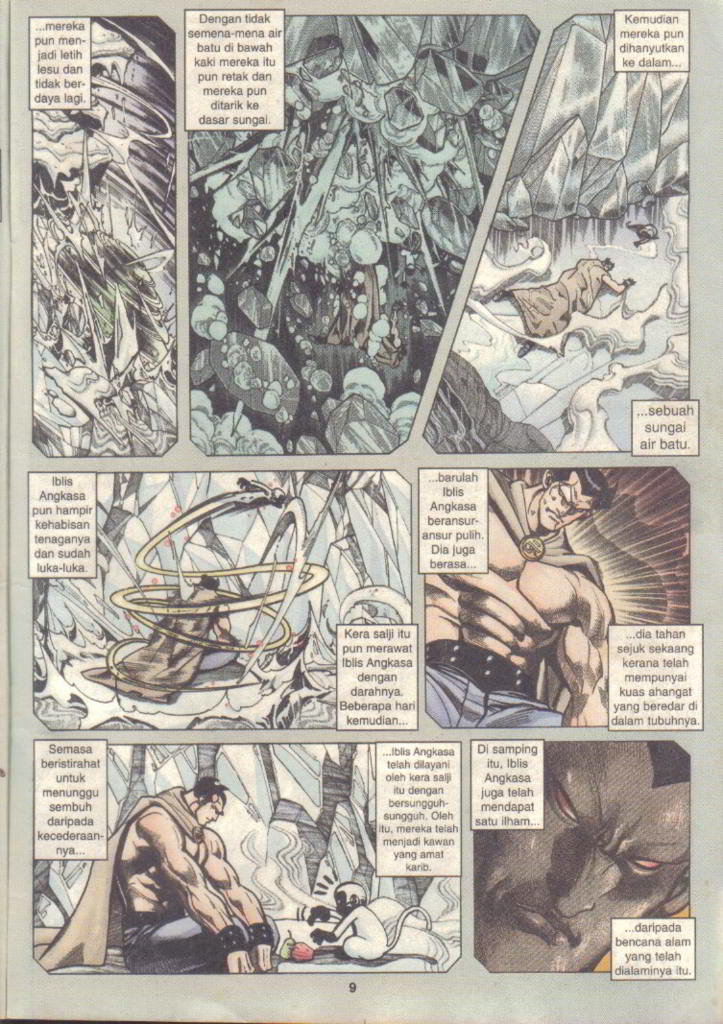 ...mereka
pun men-
jadi letih
lesu dan
tidak ber-
daya lagi.
Dengan tidak
semena-mena air
batu di bawah
kaki mereka itu
pun retak dan
mereka pun
ditarik ke
dasar sungai.
Kemudian
mereka pun
dihanyutkan
ke dalam...
...sebuah
sungai
air batu.
Iblis
Angkasa
pun hampir
kehabisan
tenaganya
dan sudah
luka-luka.
Kera salji itu
pun merawat
Iblis Angkasa
dengan
darahnya.
Beberapa hari
kemudian...
...barulah
Iblis
Angkasa
beransur-
ansur pulih.
Dia juga
berasa...
...dia tahan
sejuk sekaang
kerana telah
mempunyai
kuas ahangat
yang beredar di
dalam tubuhnya.
Semasa
beristirahat
untuk
menunggu
sembuh
daripada
kecederaan-
nya...
...Iblis Angkasa
telah dilayani
oleh kera salji
itu dengan
bersungguh-
sungguh. Oleh
itu, mereka telah
menjadi kawan
yang amat
karib.
Di samping
itu, Iblis
Angkasa
juga telah
mendapat
satu ilham...
...daripada
bencana alam
yang telah
dialaminya itu.
9